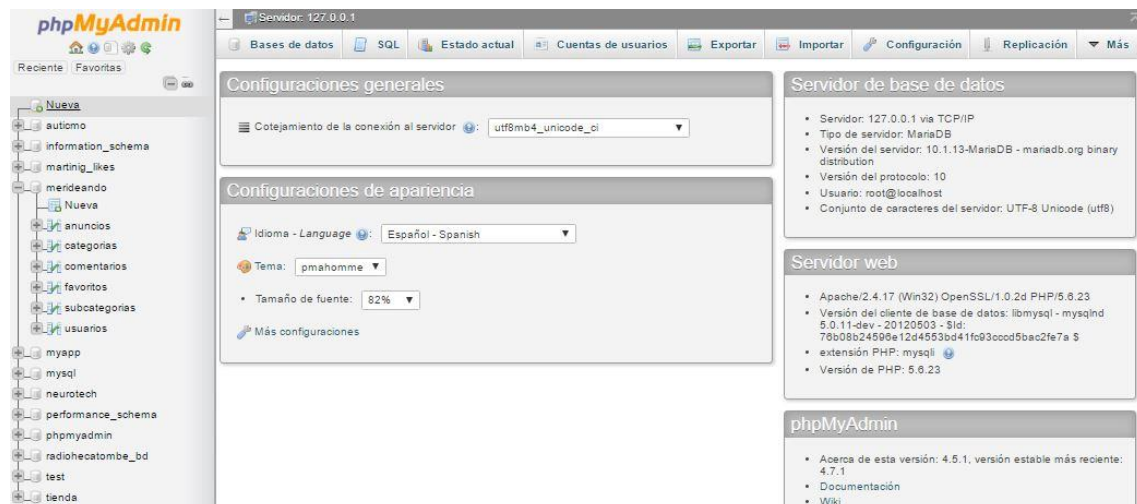 phpMyAdmin
Reciente Favoritas
Nueva
auticmo
information_schema
martinig_likes
merideando
Nueva
anuncios
categorias
comentarios
favoritos
subcategorias
usuarios
myapp
mysql
neurotech
performance_schema
phpmyadmin
radiohecatombe_bd
test
tienda
Servidor: 127.0.0.1
Bases de datos SQL Estado actual Cuentas de usuarios Exportar Importar Configuración Replicación Más
Configuraciones generales
Cotejamiento de la conexión al servidor : utf8mb4_unicode_ci
Configuraciones de apariencia
Idioma - Language : Español - Spanish
Tema: pmahomme
Tamaño de fuente: 82%
Más configuraciones
Servidor de base de datos
Servidor: 127.0.0.1 via TCP/IP
Tipo de servidor: MariaDB
Versión del servidor: 10.1.13-MariaDB - mariadb.org binary
distribution
Versión del protocolo: 10
Usuario: root@localhost
Conjunto de caracteres del servidor: UTF-8 Unicode (utf8)
Servidor web
Apache/2.4.17 (Win32) OpenSSL/1.0.2d PHP/5.6.23
Versión del cliente de base de datos: libmysql - mysqlnd
5.0.11-dev - 20120503 - $Id:
76b08b24596e12d4553bd41fc93cccd5bac2fe7a $
extensión PHP: mysqli
Versión de PHP: 5.6.23
phpMyAdmin
Acerca de esta versión: 4.5.1, versión estable más reciente:
4.7.1
Documentación
Wiki